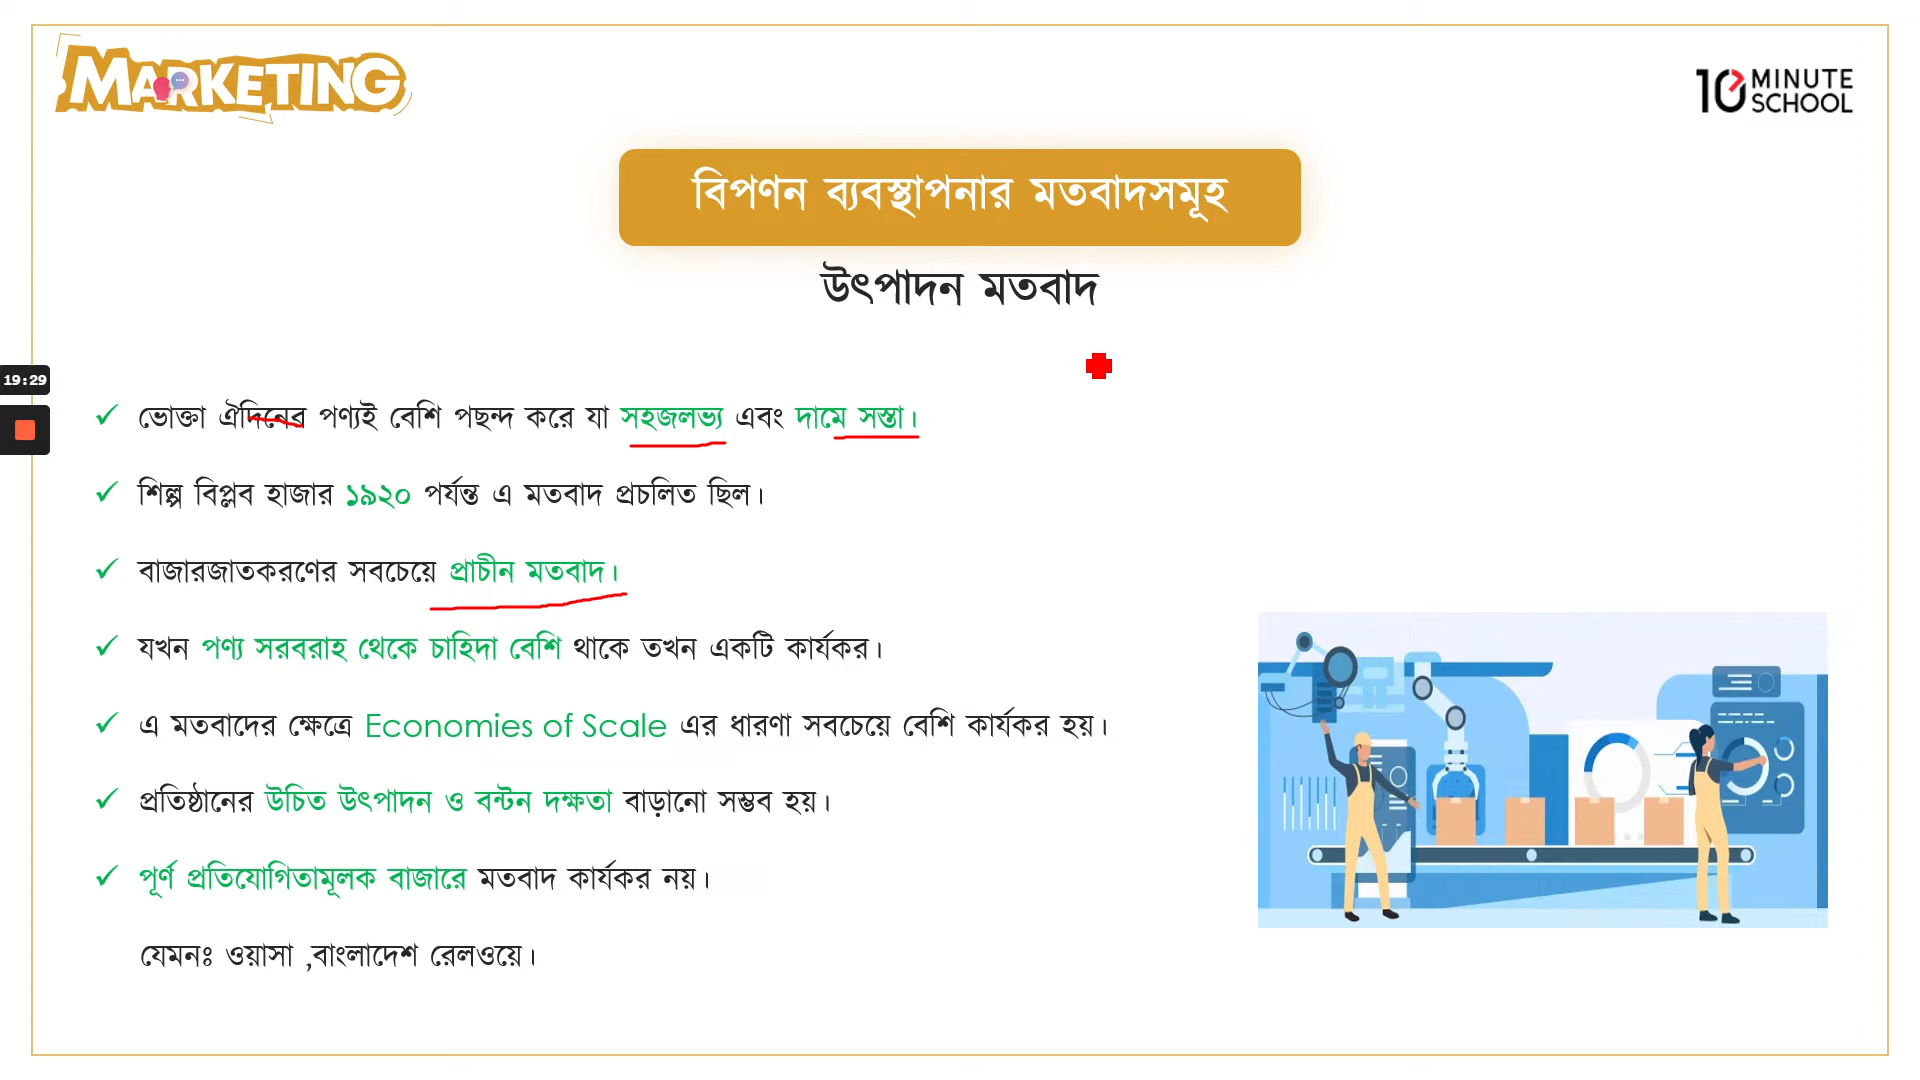 MARKETING
10 MINUTE SCHOOL
বিপণন ব্যবস্থাপনার মতবাদসমূহ
উৎপাদন মতবাদ
19:29
ভোক্তা ঐদিনের পণ্যই বেশি পছন্দ করে যা সহজলভ্য এবং দামে সস্তা।
শিল্প বিপ্লব হাজার ১৯২০ পর্যন্ত এ মতবাদ প্রচলিত ছিল।
বাজারজাতকরণের সবচেয়ে প্রাচীন মতবাদ।
যখন পণ্য সরবরাহ থেকে চাহিদা বেশি থাকে তখন একটি কার্যকর।
এ মতবাদের ক্ষেত্রে Economies of Scale এর ধারণা সবচেয়ে বেশি কার্যকর হয়।
প্রতিষ্ঠানের উচিত উৎপাদন ও বন্টন দক্ষতা বাড়ানো সম্ভব হয়।
পূর্ণ প্রতিযোগিতামূলক বাজারে মতবাদ কার্যকর নয়।
যেমনঃ ওয়াসা ,বাংলাদেশ রেলওয়ে।